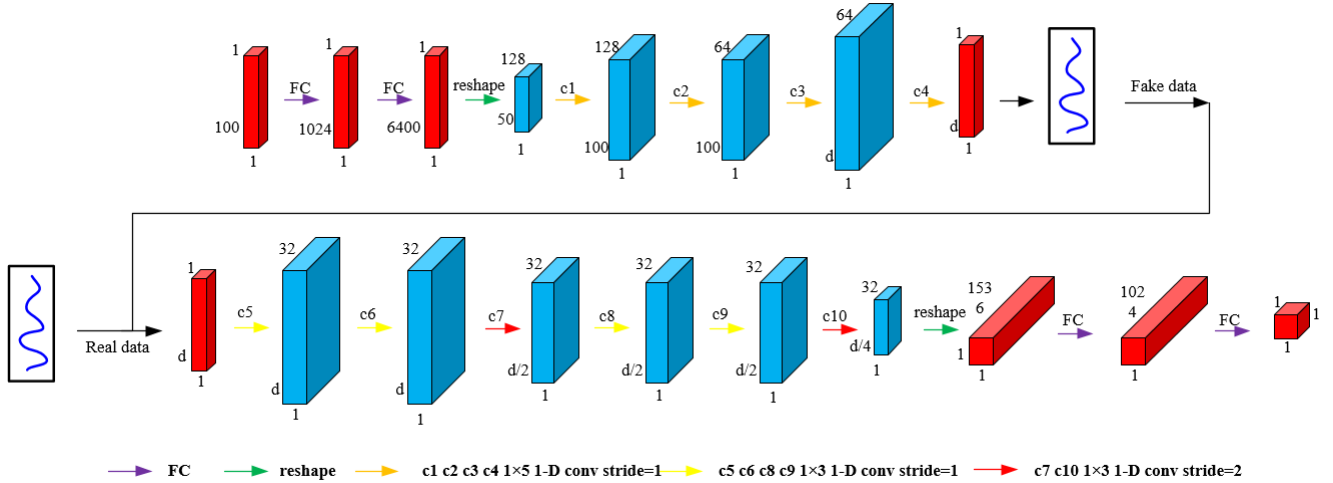 1 1 1 128 128 64 64 1
FC FC reshape c1 c2 c3 c4 Fake data
100 1024 6400 50 100 100 d d
1 1 1 1 1 1 1 1
1 32 32 32 32 32 32 153 102 1
6 4
c5 c6 c7 c8 c9 c10 reshape FC FC 1
Real data d d d d/2 d/2 d/2 d/4 1 1
1 1 1 1 1 1 1 1 1 1
FC reshape c1 c2 c3 c4 1×5 1-D conv stride=1 c5 c6 c8 c9 1×3 1-D conv stride=1 c7 c10 1×3 1-D conv stride=2